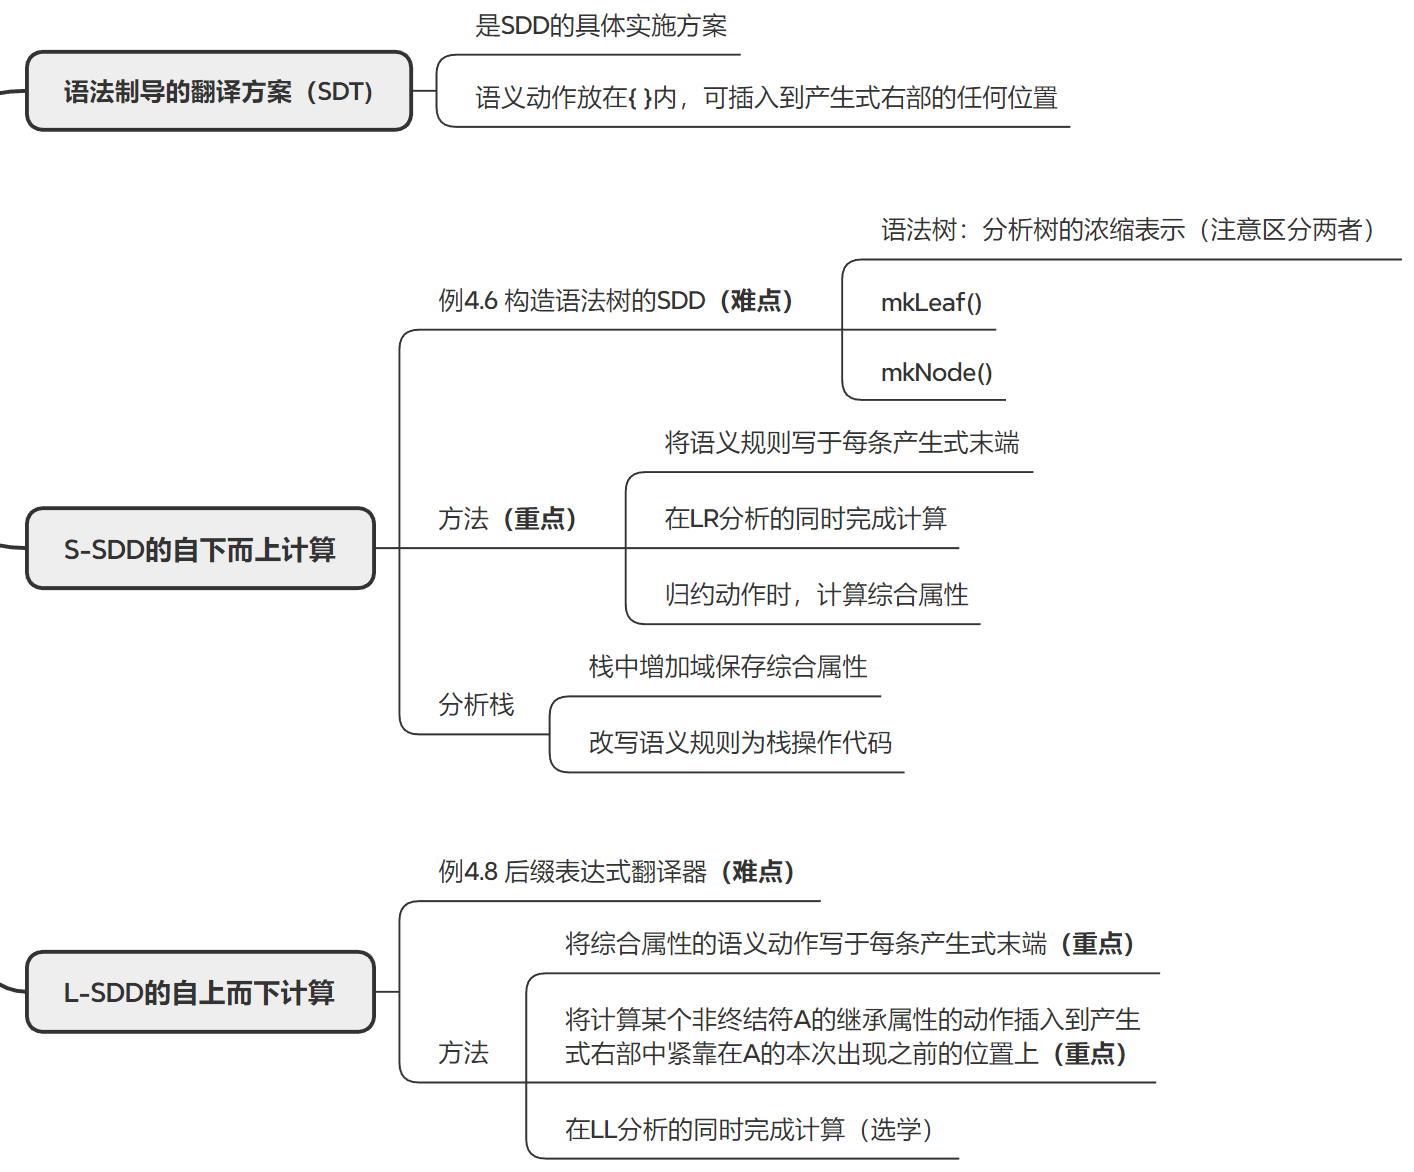 是SDD的具体实施方案
语法制导的翻译方案（SDT)
语义动作放在{ }内，可插入到产生式右部的任何位置
语法树：分析树的浓缩表示（注意区分两者）
例4.6 构造语法树的SDD（难点）
mkLeaf()
mkNode()
将语义规则写于每条产生式末端
方法（重点）
在LR分析的同时完成计算
S-SDD的自下而上计算
归约动作时，计算综合属性
栈中增加域保存综合属性
分析栈
改写语义规则为栈操作代码
例4.8 后缀表达式翻译器（难点）
将综合属性的语义动作写于每条产生式末端（重点）
L-SDD的自上而下计算
将计算某个非终结符A的继承属性的动作插入到产生
式右部中紧靠在A的本次出现之前的位置上（重点）
方法
在LL分析的同时完成计算（选学）